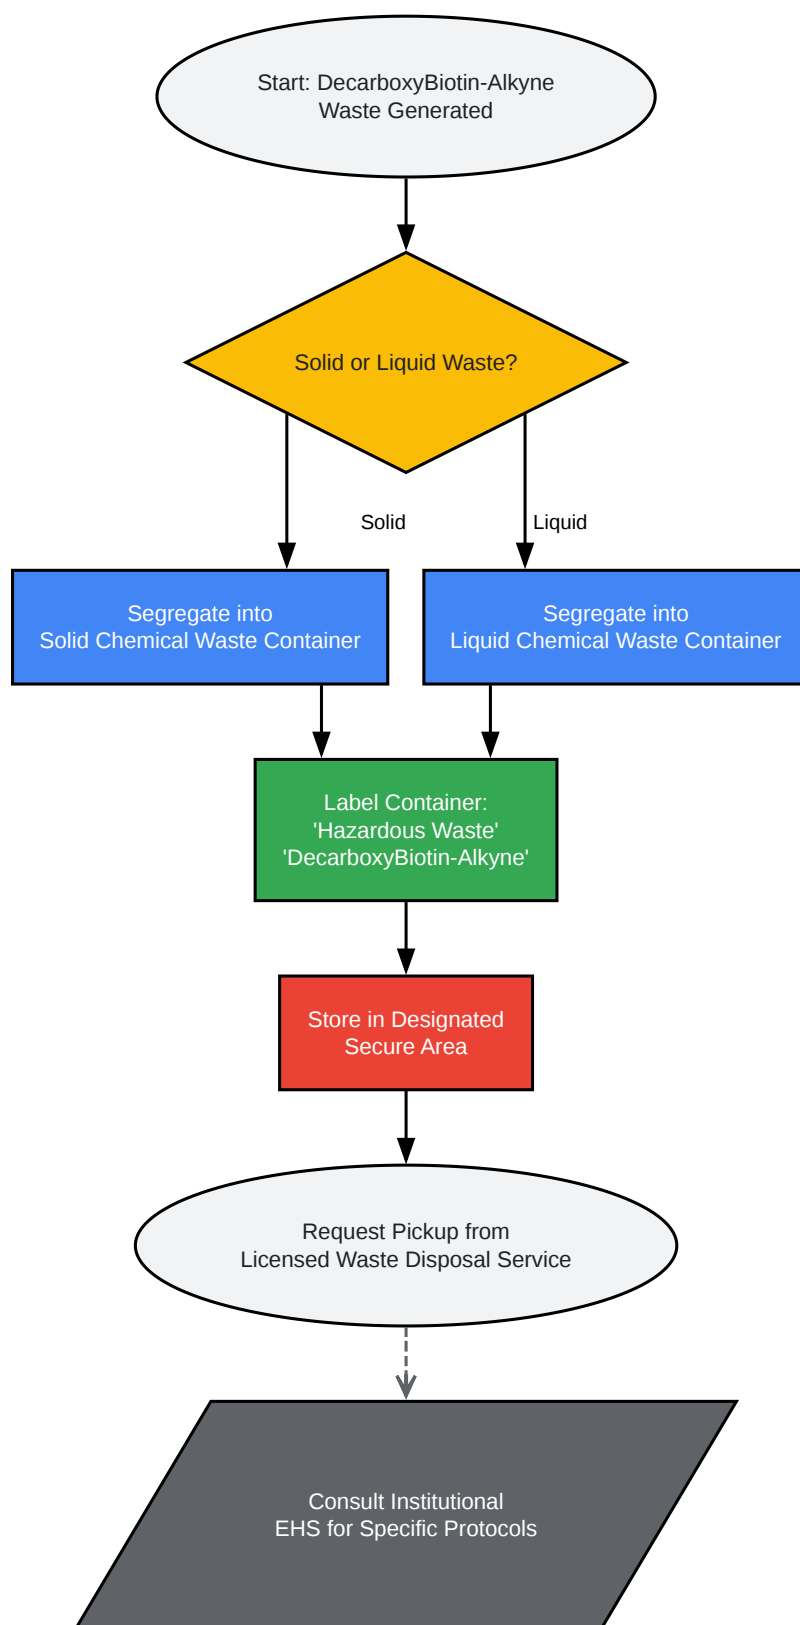 Start: DecarboxyBiotin-Alkyne
Waste Generated
Solid or Liquid Waste?
Solid
Liquid
Segregate into
Solid Chemical Waste Container
Segregate into
Liquid Chemical Waste Container
Label Container:
'Hazardous Waste'
'DecarboxyBiotin-Alkyne'
Store in Designated
Secure Area
Request Pickup from
Licensed Waste Disposal Service
Consult Institutional
EHS for Specific Protocols